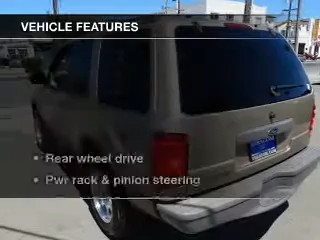 VEHICLE FEATURES
• Rear wheel drive
• Pwr rack & pinion steering